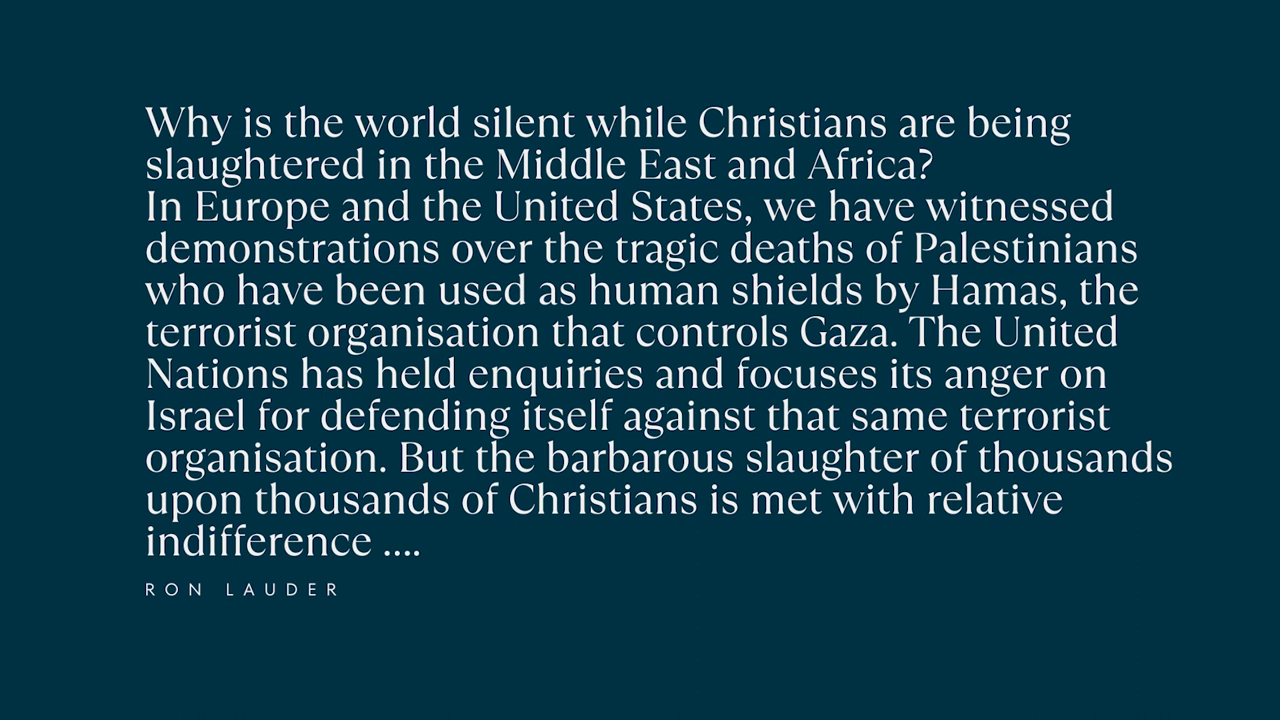 Why is the world silent while Christians are being
slaughtered in the Middle East and Africa?
In Europe and the United States, we have witnessed
demonstrations over the tragic deaths of Palestinians
who have been used as human shields by Hamas, the
terrorist organisation that controls Gaza. The United
Nations has held enquiries and focuses its anger on
Israel for defending itself against that same terrorist
organisation. But the barbarous slaughter of thousands
upon thousands of Christians is met with relative
indifference ....
RON LAUDER